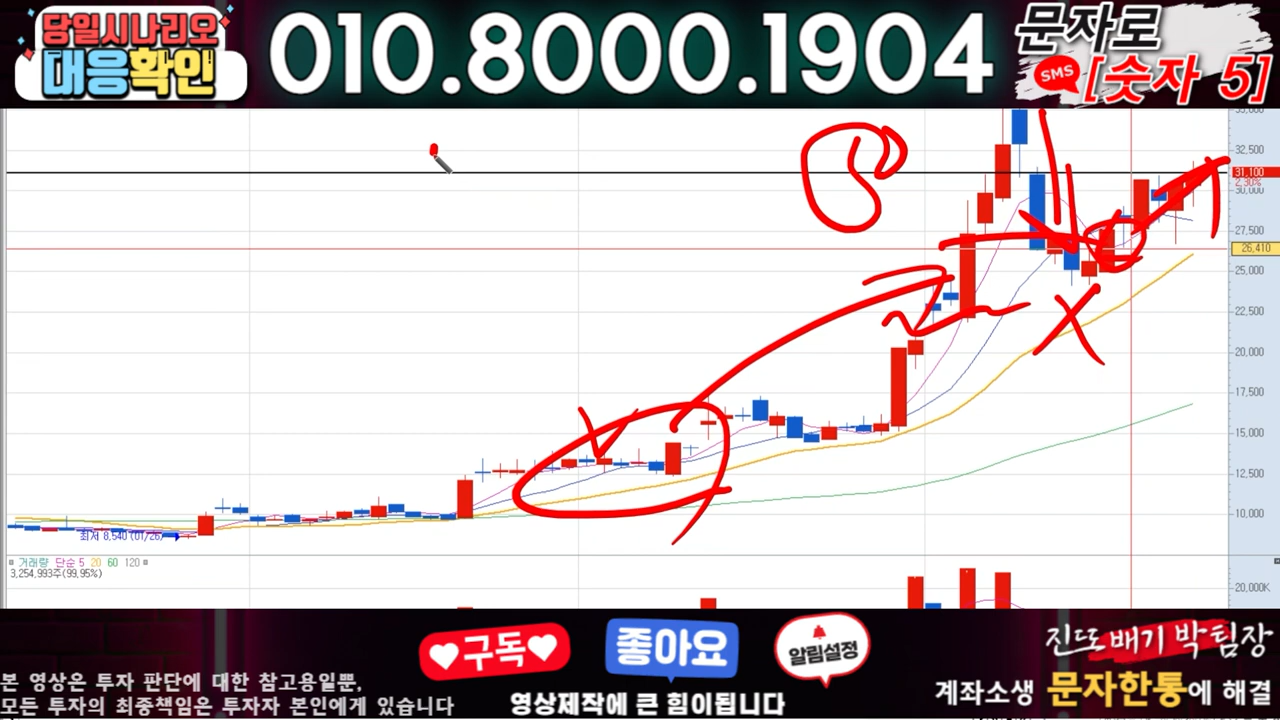 당일시나리오
대응확인
010.8000.1904
문자로
SMS
[숫자 5]
32,500
31,100
2.30%
30,000
27,500
26,410
25,000
22,500
20,000
17,500
15,000
12,500
10,000
최저 8,540 (01/26)
거래량 단순 5 20 60 120
3,254,993주(99.95%)
20,000K
구독
좋아요
알림설정
진또배기 박팀장
본 영상은 투자 판단에 대한 참고용일뿐,
모든 투자의 최종책임은 투자자 본인에게 있습니다
영상제작에 큰 힘이됩니다
계좌소생 문자한통에 해결